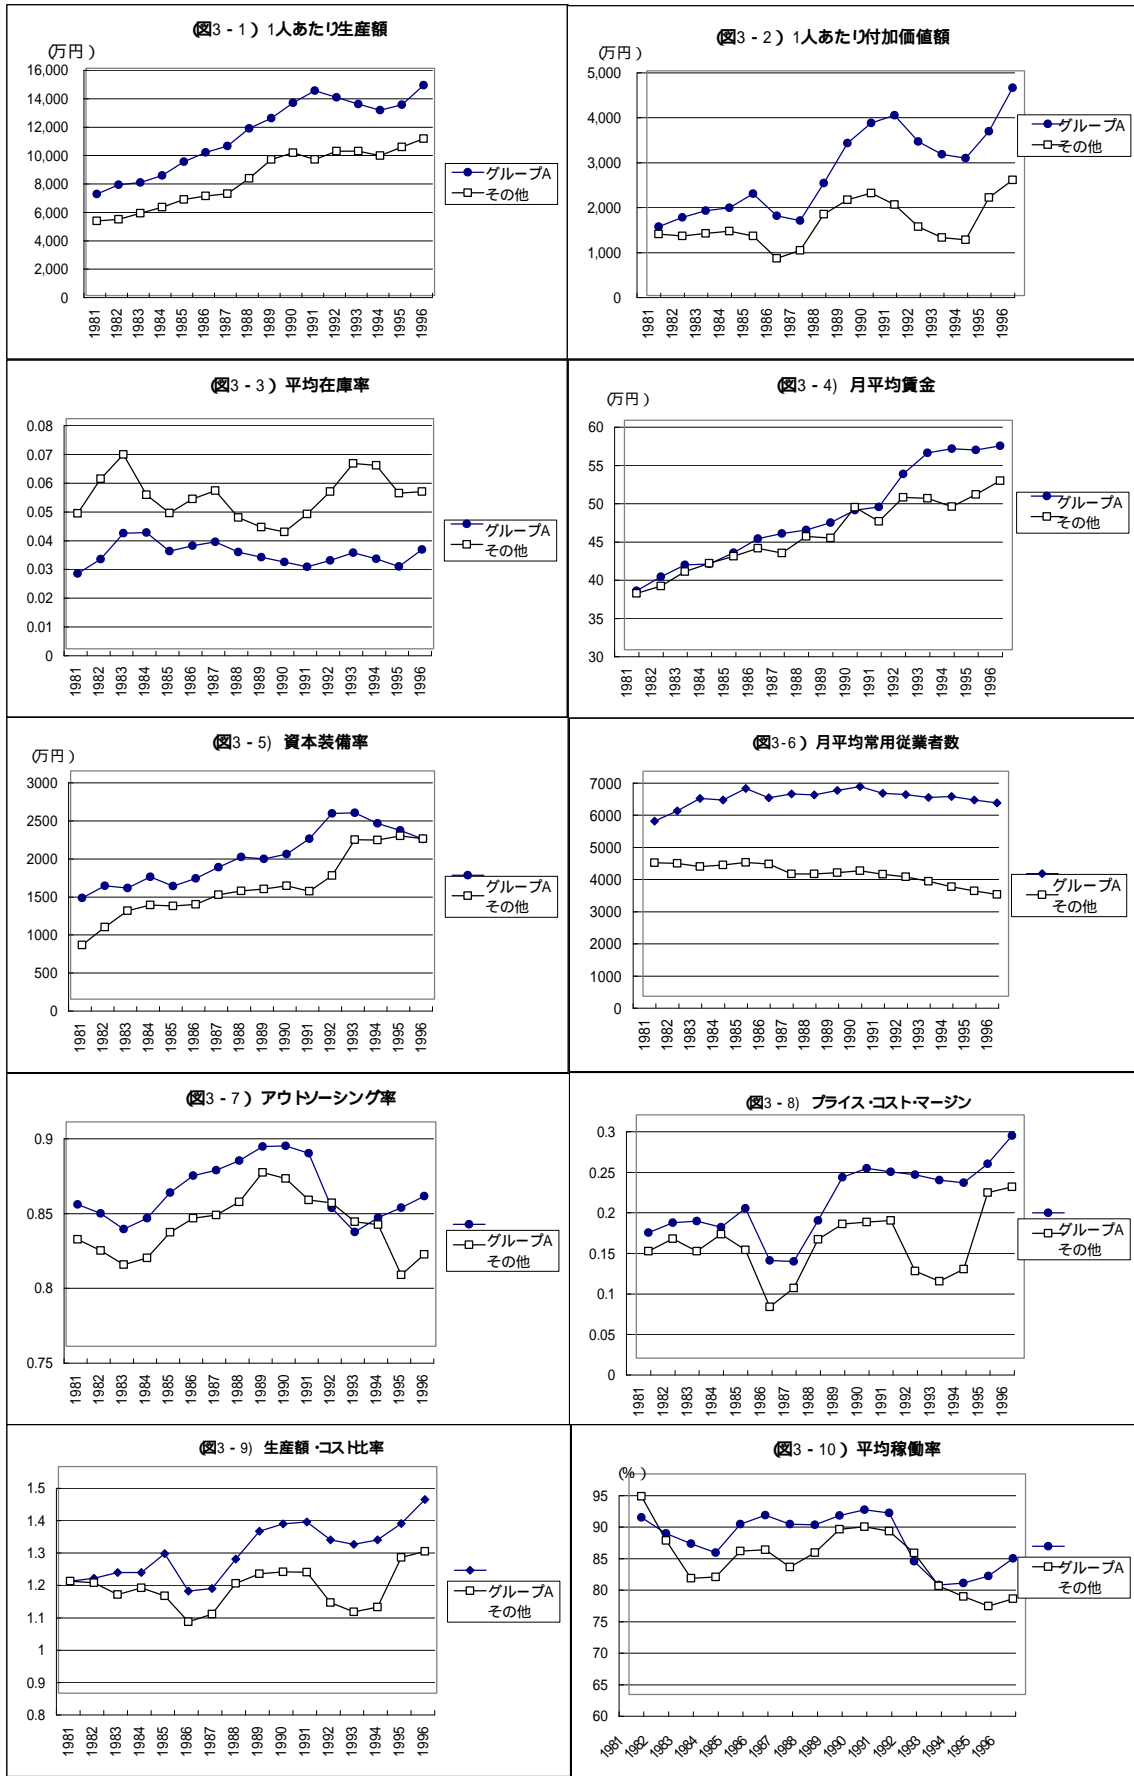 (図3 - 1) 1人あたり生産額
(万円)
16,000
14,000
12,000
10,000
8,000
6,000
4,000
2,000
0
1981 1982 1983 1984 1985 1986 1987 1988 1989 1990 1991 1992 1993 1994 1995 1996
グループA
その他
(図3 - 2) 1人あたり付加価値額
(万円)
5,000
4,000
3,000
2,000
1,000
0
1981 1982 1983 1984 1985 1986 1987 1988 1989 1990 1991 1992 1993 1994 1995 1996
グループA
その他
(図3 - 3) 平均在庫率
0.08
0.07
0.06
0.05
0.04
0.03
0.02
0.01
0
1981 1982 1983 1984 1985 1986 1987 1988 1989 1990 1991 1992 1993 1994 1995 1996
グループA
その他
(図3 - 4) 月平均賃金
(万円)
60
55
50
45
40
35
30
1981 1982 1983 1984 1985 1986 1987 1988 1989 1990 1991 1992 1993 1994 1995 1996
グループA
その他
(図3 - 5) 資本装備率
(万円)
3000
2500
2000
1500
1000
500
0
1981 1982 1983 1984 1985 1986 1987 1988 1989 1990 1991 1992 1993 1994 1995 1996
グループA
その他
(図3-6) 月平均常用従業者数
7000
6000
5000
4000
3000
2000
1000
0
1981 1982 1983 1984 1985 1986 1987 1988 1989 1990 1991 1992 1993 1994 1995 1996
グループA
その他
(図3 - 7) アウトソーシング率
0.9
0.85
0.8
0.75
1981 1982 1983 1984 1985 1986 1987 1988 1989 1990 1991 1992 1993 1994 1995 1996
グループA
その他
(図3 - 8) プライス・コスト・マージン
0.3
0.25
0.2
0.15
0.1
0.05
0
1981 1982 1983 1984 1985 1986 1987 1988 1989 1990 1991 1992 1993 1994 1995 1996
グループA
その他
(図3 - 9) 生産額・コスト比率
1.5
1.4
1.3
1.2
1.1
1
0.9
0.8
1981 1982 1983 1984 1985 1986 1987 1988 1989 1990 1991 1992 1993 1994 1995 1996
グループA
その他
(図3 - 10) 平均稼働率
(%)
95
90
85
80
75
70
65
60
1981 1982 1983 1984 1985 1986 1987 1988 1989 1990 1991 1992 1993 1994 1995 1996
グループA
その他